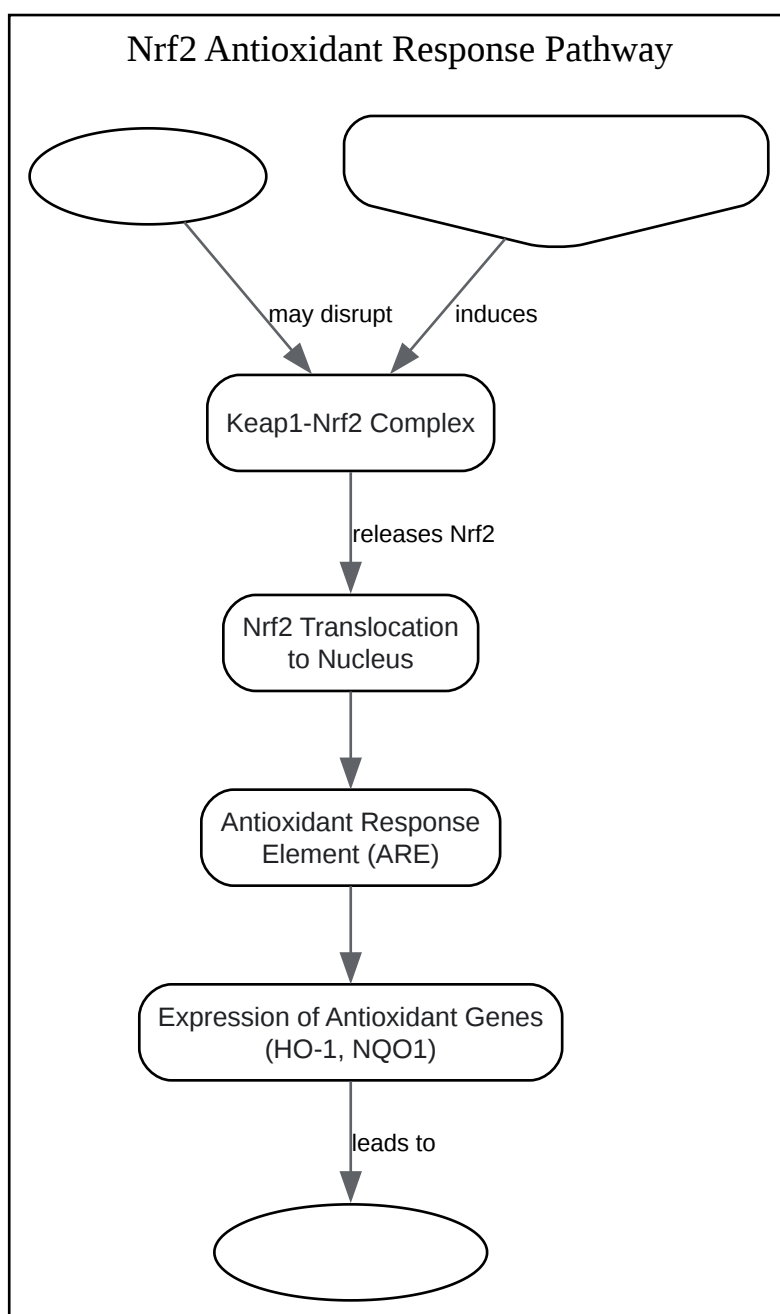 Nrf2 Antioxidant Response Pathway
may disrupt
induces
Keap1-Nrf2 Complex
releases Nrf2
Nrf2 Translocation
to Nucleus
Antioxidant Response
Element (ARE)
Expression of Antioxidant Genes
(HO-1, NQO1)
leads to